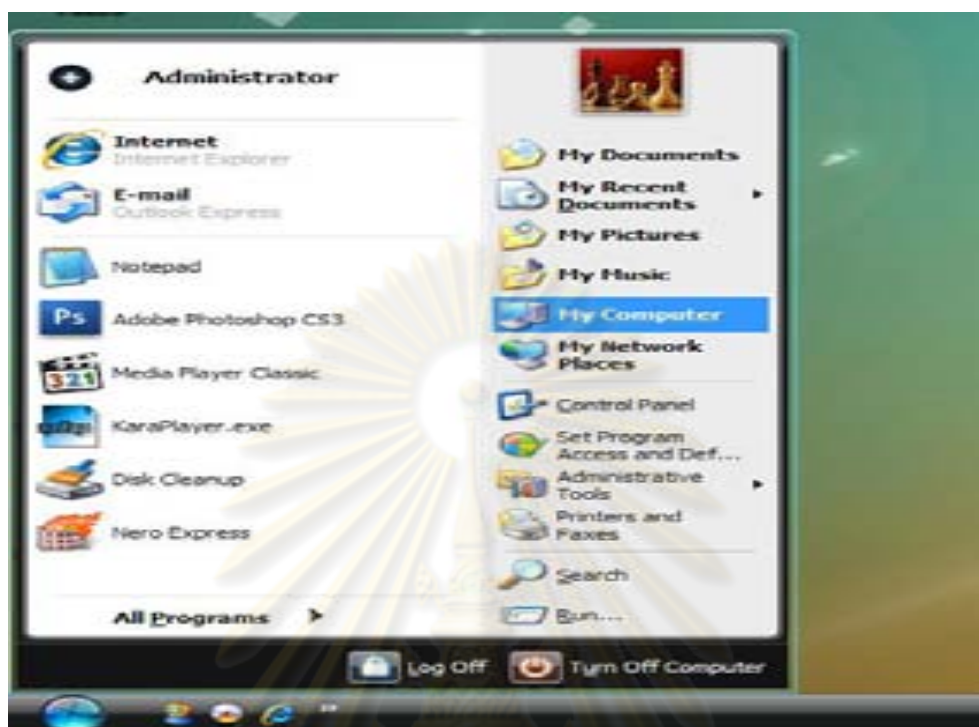 Administrator
Internet
Internet Explorer
E-mail
Outlook Express
Notepad
Ps
Adobe Photoshop CS3
321
Media Player Classic
KaraPlayer.exe
Disk Cleanup
Nero Express
All Programs
My Documents
My Recent
Documents
My Pictures
My Music
My Computer
My Network
Places
Control Panel
Set Program
Access and Def...
Administrative
Tools
Printers and
Faxes
Search
Run...
Log Off
Turn Off Computer